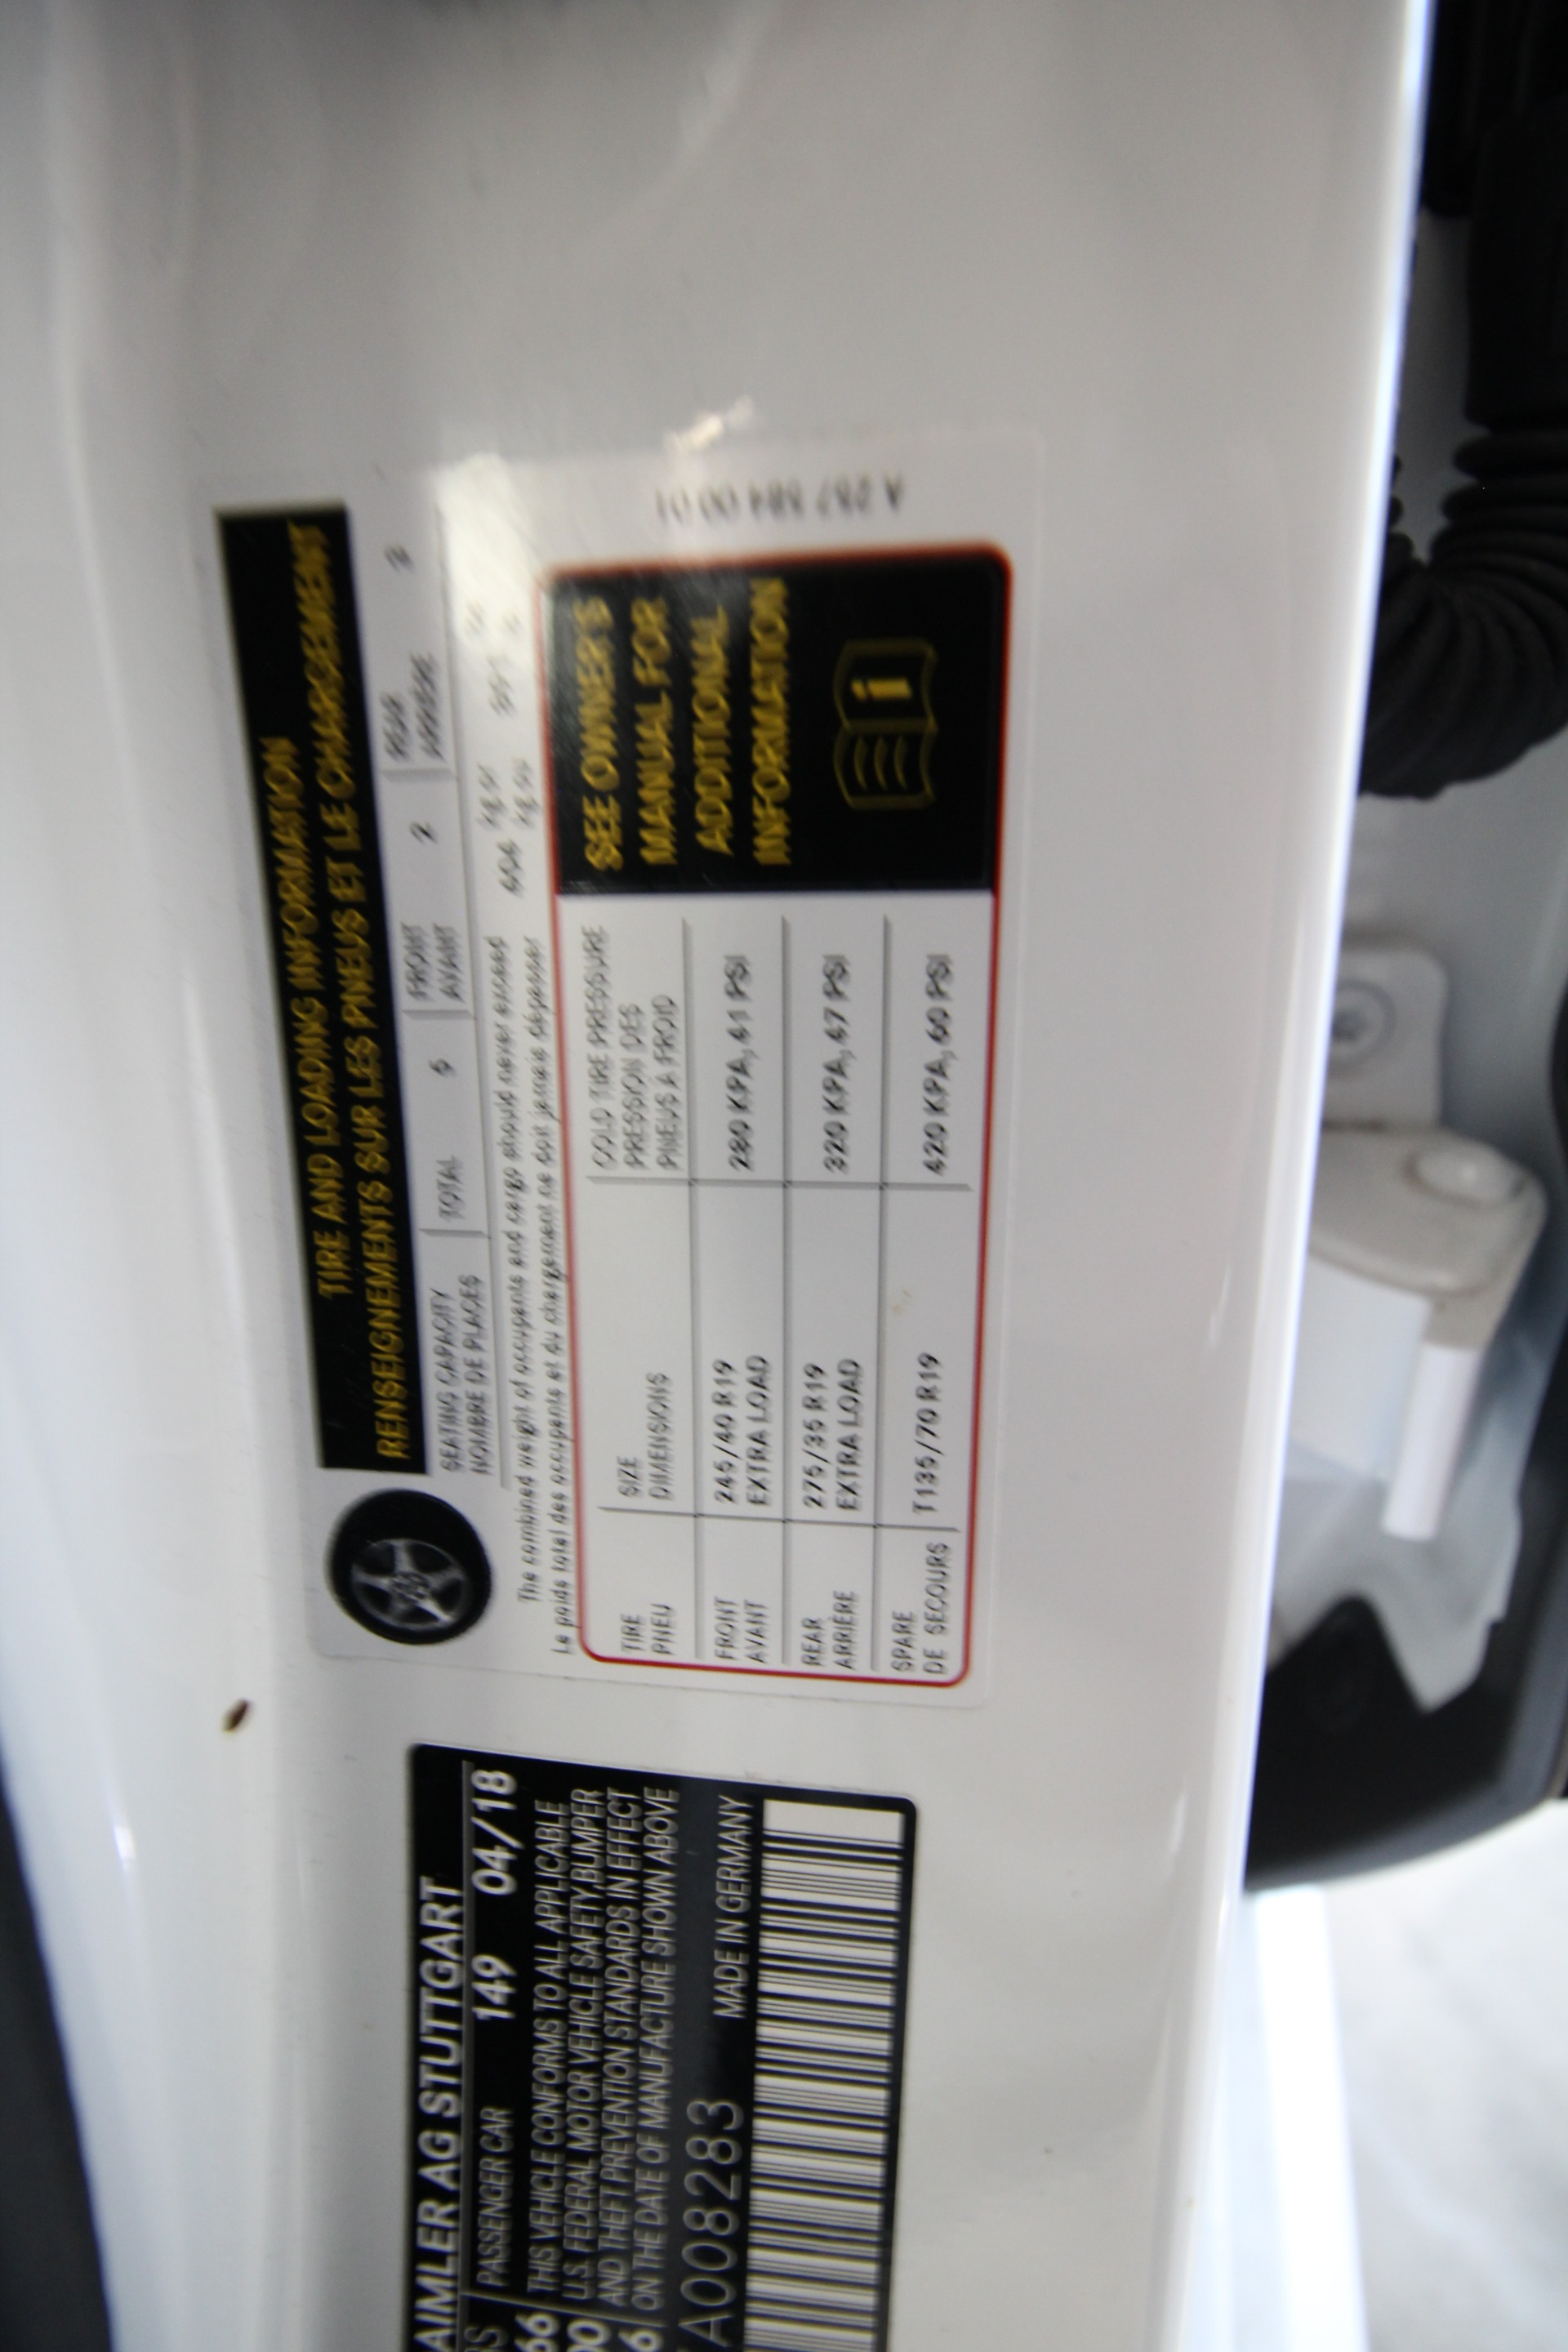 TIRE AND LOADING INFORMATION
RENSEIGNEMENTS SUR LES PNEUS ET LE CHARGEMENT
SEATING CAPACITY
NOMBRE DE PLACES
TOTAL
FRONT
AVANT
2
REAR
ARRIÈRE
The combined weight of occupants and cargo should never exceed
Le poids total des occupants et du chargement ne doit jamais dépasser
TIRE
PNEU
SIZE
DIMENSIONS
COLD TIRE PRESSURE
PRESSION DES
PNEUS A FROID
FRONT
AVANT
245/40 R19
EXTRA LOAD
280 KPA, 41 PSI
REAR
ARRIÈRE
275/35 R19
EXTRA LOAD
320 KPA, 47 PSI
SPARE
DE SECOURS
T135/70 R19
420 KPA, 60 PSI
SEE OWNER'S
MANUAL FOR
ADDITIONAL
INFORMATION
i
A 257 584 00 01
AIMLER AG STUTTGART
PASSENGER CAR 149 04/18
THIS VEHICLE CONFORMS TO ALL APPLICABLE
U.S. FEDERAL MOTOR VEHICLE SAFETY,BUMPER
AND THEFT PREVENTION STANDARDS IN EFFECT
ON THE DATE OF MANUFACTURE SHOWN ABOVE
A008283 MADE IN GERMANY